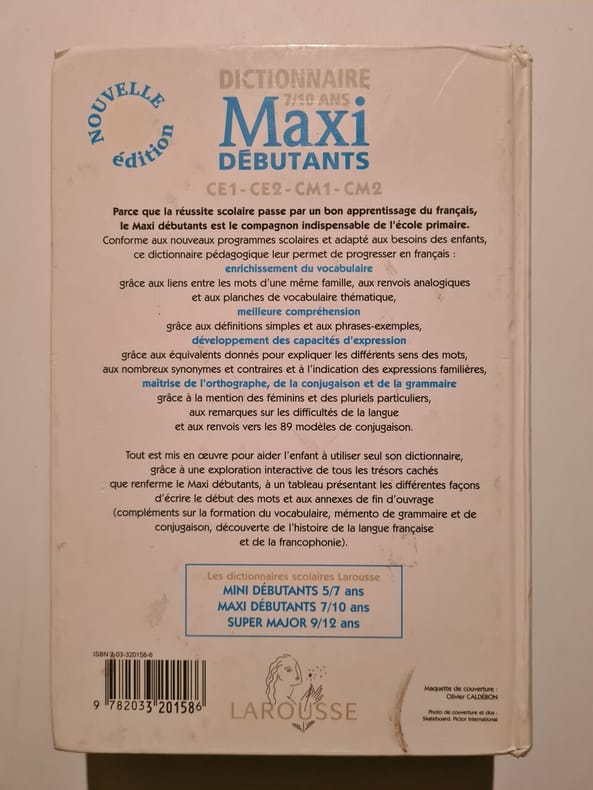 NOUVELLE
édition
DICTIONNAIRE
7/10 ANS
Maxi
DÉBUTANTS
CE1 - CE2 - CM1 - CM2
Parce que la réussite scolaire passe par un bon apprentissage du français,
le Maxi débutants est le compagnon indispensable de l'école primaire.
Conforme aux nouveaux programmes scolaires et adapté aux besoins des enfants,
ce dictionnaire pédagogique leur permet de progresser en français :
enrichissement du vocabulaire
grâce aux liens entre les mots d'une même famille, aux renvois analogiques
et aux planches de vocabulaire thématique,
meilleure compréhension
grâce aux définitions simples et aux phrases-exemples,
développement des capacités d'expression
grâce aux équivalents donnés pour expliquer les différents sens des mots,
aux nombreux synonymes et contraires et à l'indication des expressions familières,
maîtrise de l'orthographe, de la conjugaison et de la grammaire
grâce à la mention des féminins et des pluriels particuliers,
aux remarques sur les difficultés de la langue
et aux renvois vers les 89 modèles de conjugaison.
Tout est mis en œuvre pour aider l'enfant à utiliser seul son dictionnaire,
grâce à une exploration interactive de tous les trésors cachés
que renferme le Maxi débutants, à un tableau présentant les différentes façons
d'écrire le début des mots et aux annexes de fin d'ouvrage
(compléments sur la formation du vocabulaire, mémento de grammaire et de
conjugaison, découverte de l'histoire de la langue française
et de la francophonie).
Les dictionnaires scolaires Larousse
MINI DÉBUTANTS 5/7 ans
MAXI DÉBUTANTS 7/10 ans
SUPER MAJOR 9/12 ans
ISBN 2-03-320158-6
9 782033 201586
LAROUSSE
Maquette de couverture :
Olivier CALDÉRON
Photo de couverture et dos :
Skateboard, Pictor International